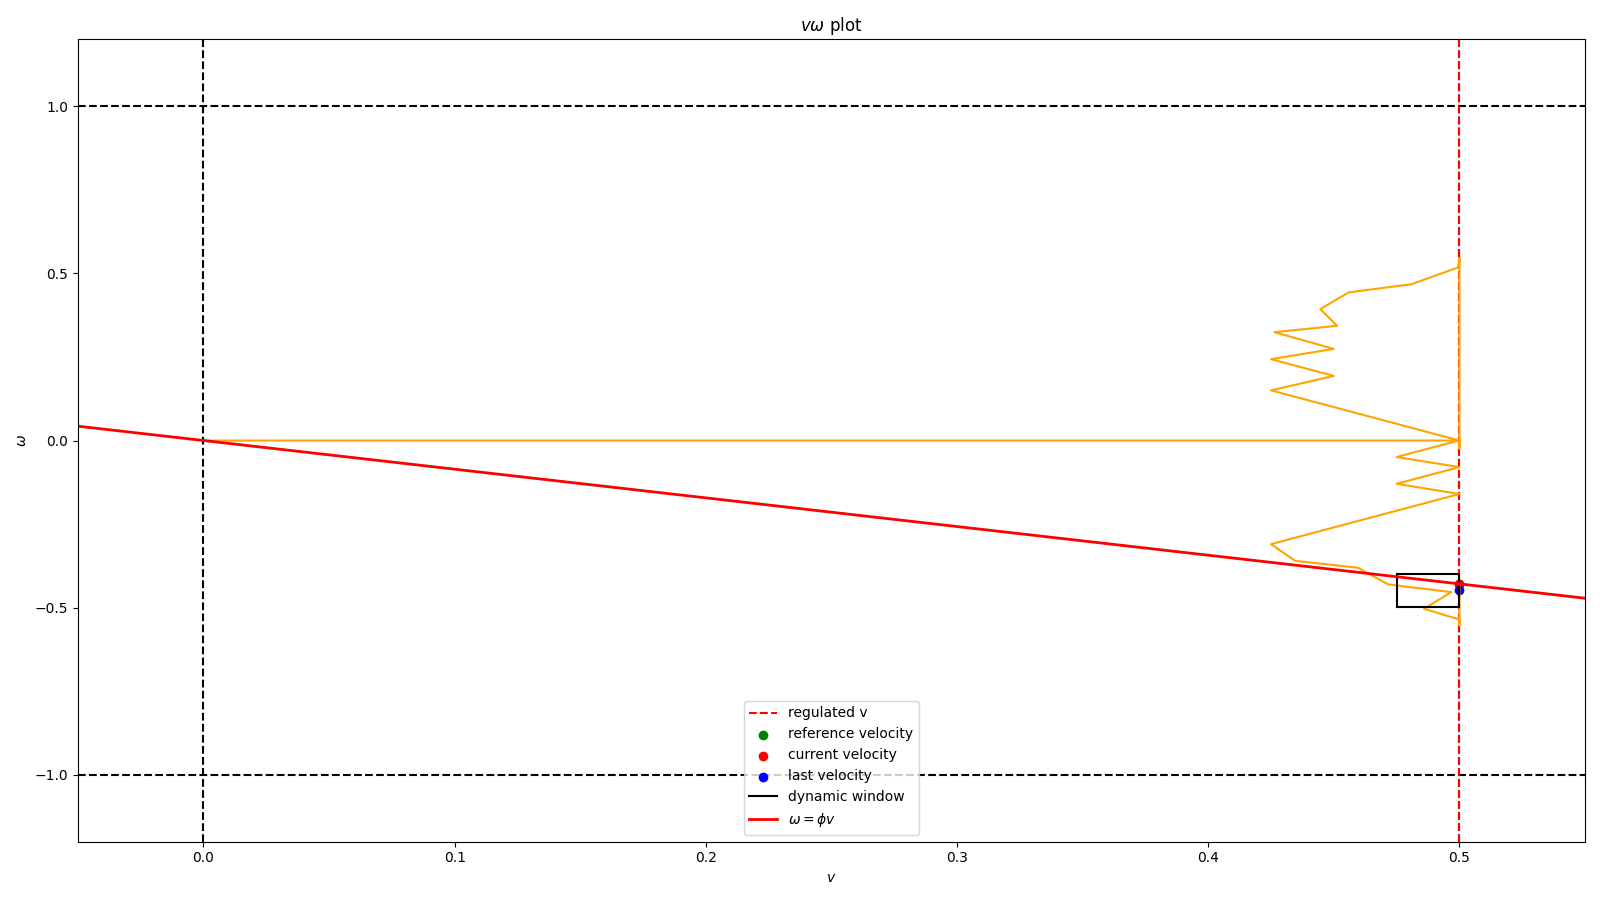 vω plot
1.0
0.5
0.0
−0.5
−1.0
ω
0.0
0.1
0.2
0.3
0.4
0.5
v
regulated v
reference velocity
current velocity
last velocity
dynamic window
ω = ϕv